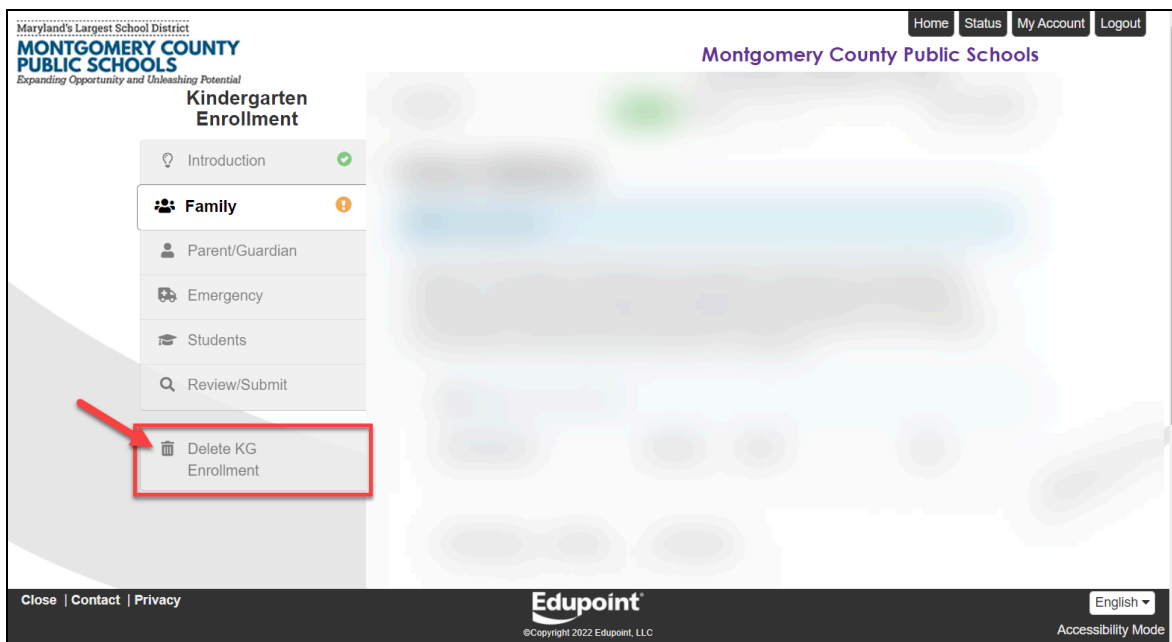 Maryland's Largest School District
MONTGOMERY COUNTY
PUBLIC SCHOOLS
Expanding Opportunity and Unleashing Potential
Home Status My Account Logout
Montgomery County Public Schools
Kindergarten
Enrollment
Introduction
Family
Parent/Guardian
Emergency
Students
Review/Submit
Delete KG
Enrollment
Close | Contact | Privacy
Edupoint®
©Copyright 2022 Edupoint, LLC
English
Accessibility Mode